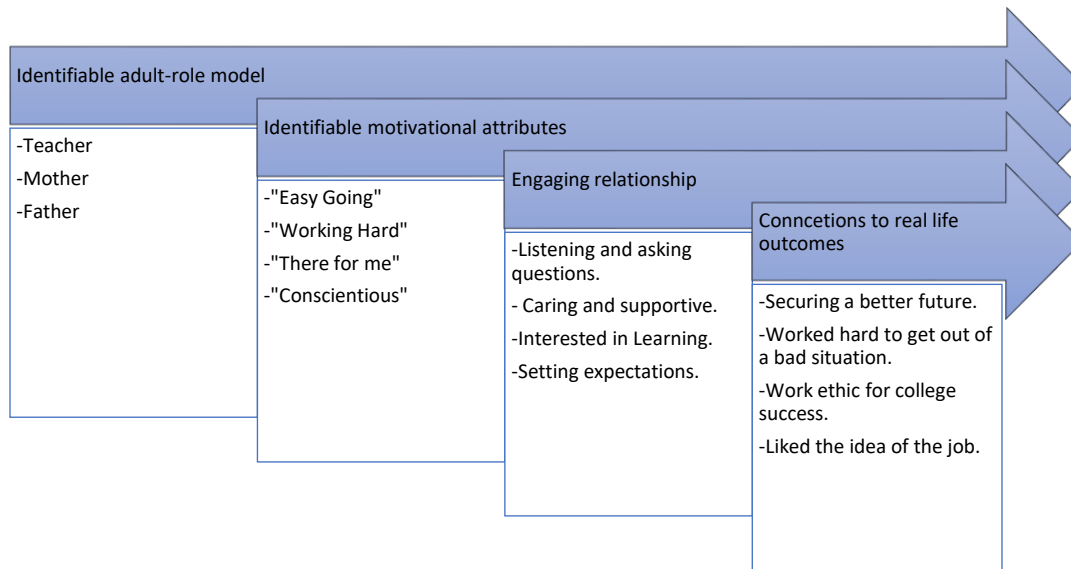 Identifiable adult-role model
-Teacher
-Mother
-Father
Identifiable motivational attributes
-"Easy Going"
-"Working Hard"
-"There for me"
-"Conscientious"
Engaging relationship
-Listening and asking
questions.
- Caring and supportive.
-Interested in Learning.
-Setting expectations.
Conncetions to real life
outcomes
-Securing a better future.
-Worked hard to get out of
a bad situation.
-Work ethic for college
success.
-Liked the idea of the job.